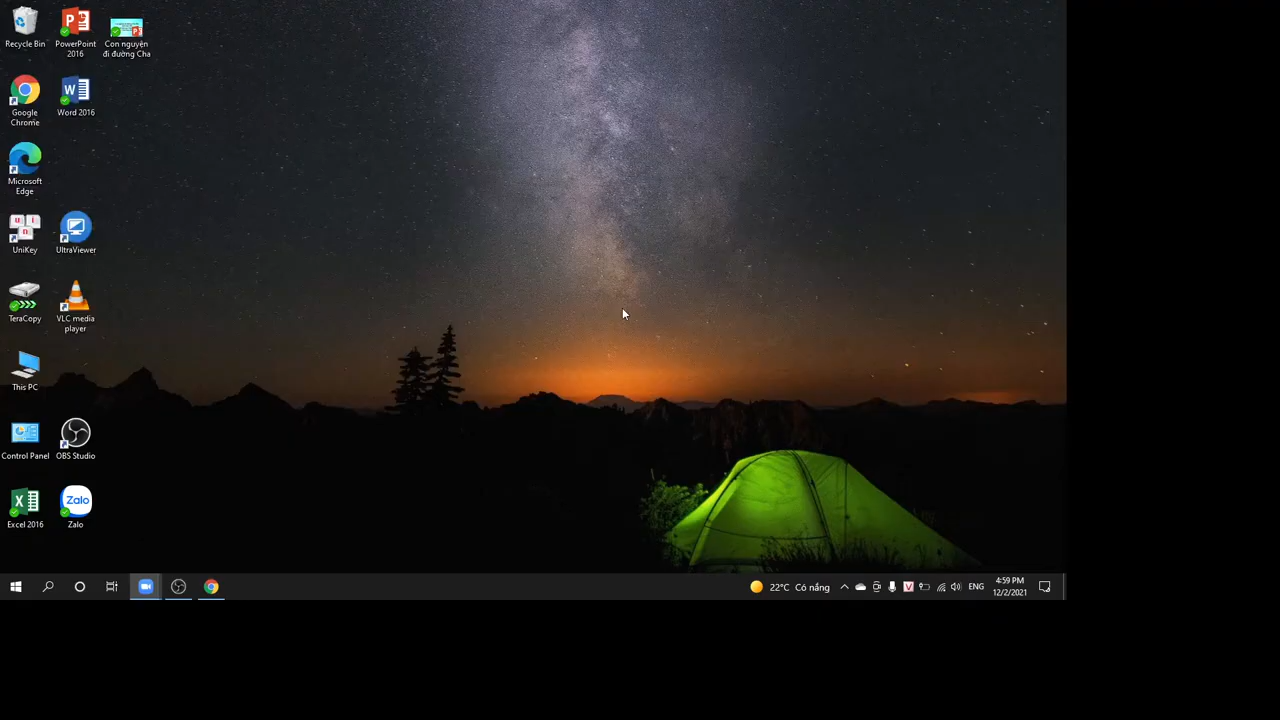 Recycle Bin
PowerPoint
2016
Con nguyện
đi đường Cha
Google
Chrome
Word 2016
Microsoft
Edge
UniKey
UltraViewer
TeraCopy
VLC media
player
This PC
Control Panel
OBS Studio
Excel 2016
Zalo
Zalo
22°C Có nắng
ENG
4:59 PM
12/2/2021